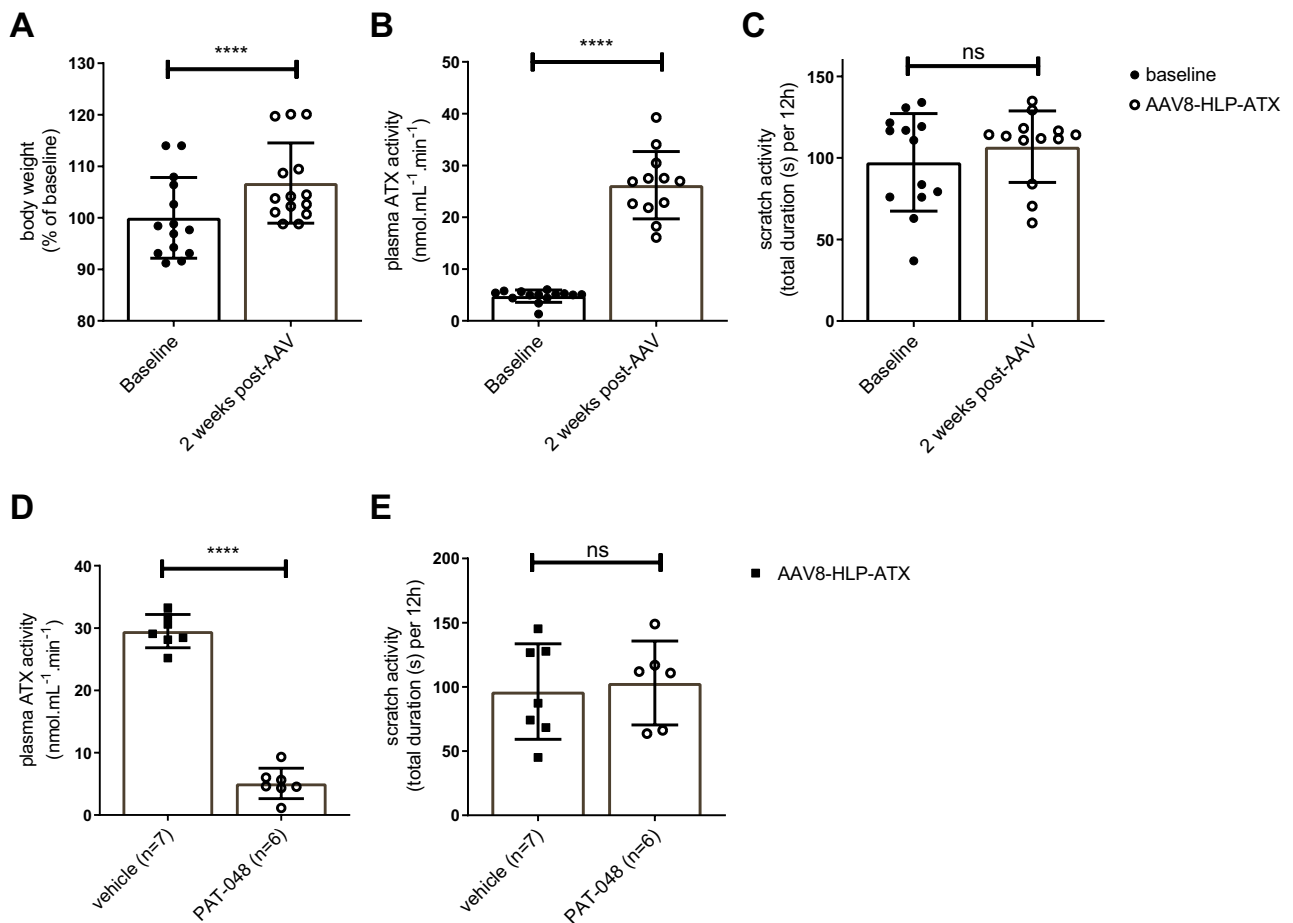 A
****
130
120
110
100
90
80
body weight
(% of baseline)
Baseline
2 weeks post-AAV
B
****
50
40
30
20
10
0
plasma ATX activity
(nmol.mL⁻¹.min⁻¹)
Baseline
2 weeks post-AAV
C
ns
150
100
50
0
scratch activity
(total duration (s) per 12h)
Baseline
2 weeks post-AAV
baseline
AAV8-HLP-ATX
D
****
40
30
20
10
0
plasma ATX activity
(nmol.mL⁻¹.min⁻¹)
vehicle (n=7)
PAT-048 (n=6)
E
ns
200
150
100
50
0
scratch activity
(total duration (s) per 12h)
vehicle (n=7)
PAT-048 (n=6)
AAV8-HLP-ATX